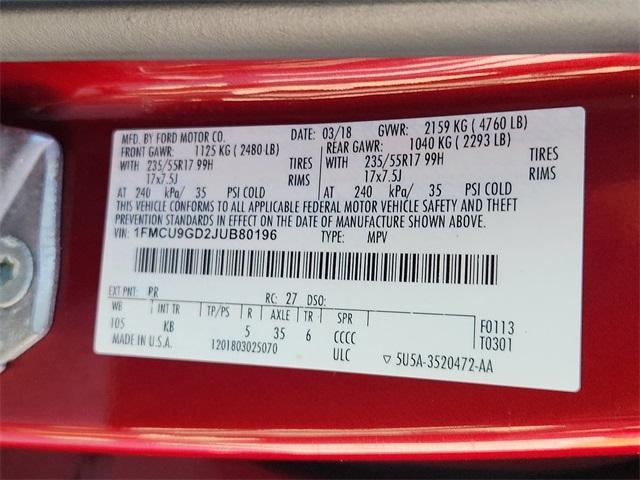 MFD. BY FORD MOTOR CO. DATE: 03/18 GVWR: 2159 KG ( 4760 LB)
FRONT GAWR: 1125 KG ( 2480 LB) REAR GAWR: 1040 KG ( 2293 LB)
WITH 235/55R17 99H TIRES WITH 235/55R17 99H TIRES
17x7.5J RIMS 17x7.5J RIMS
AT 240 kPa/ 35 PSI COLD AT 240 kPa/ 35 PSI COLD
THIS VEHICLE CONFORMS TO ALL APPLICABLE FEDERAL MOTOR VEHICLE SAFETY AND THEFT
PREVENTION STANDARDS IN EFFECT ON THE DATE OF MANUFACTURE SHOWN ABOVE.
VIN: 1FMCU9GD2JUB80196 TYPE: MPV
EXT PNT: PR RC: 27 DSO:
WB INT TR TP/PS R AXLE TR SPR F0113
105 KB 5 35 6 CCCC T0301
MADE IN U.S.A. 1201803025070 ULC ▽ 5U5A-3520472-AA